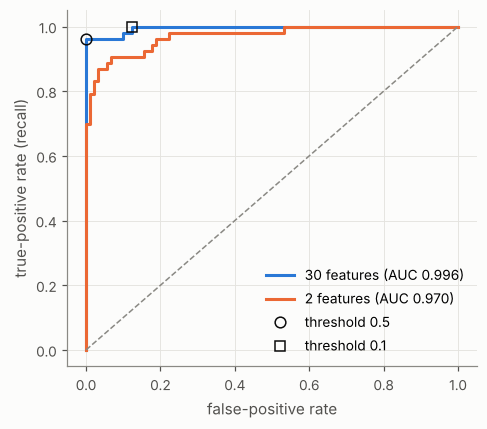 1.0
0.8
0.6
0.4
0.2
0.0
true-positive rate (recall)
30 features (AUC 0.996)
2 features (AUC 0.970)
threshold 0.5
threshold 0.1
0.0 0.2 0.4 0.6 0.8 1.0
false-positive rate